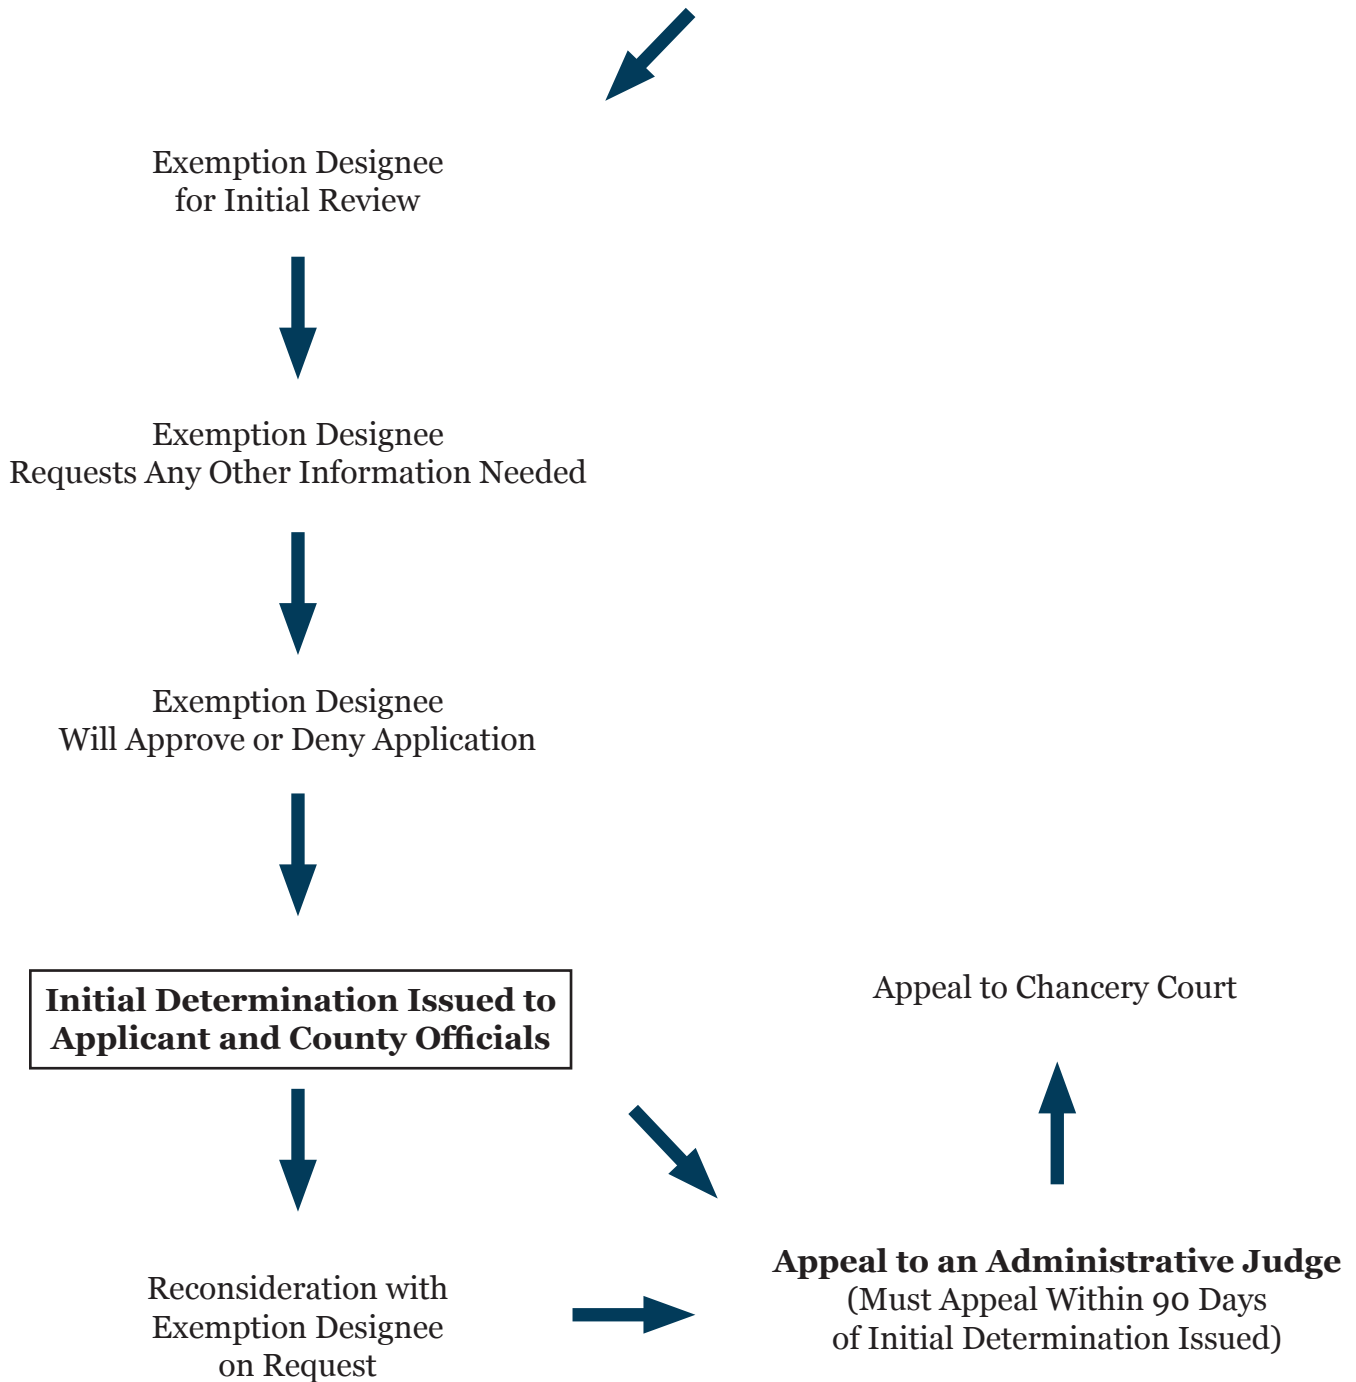 Exemption Designee
for Initial Review
Exemption Designee
Requests Any Other Information Needed
Exemption Designee
Will Approve or Deny Application
Initial Determination Issued to
Applicant and County Officials
Reconsideration with
Exemption Designee
on Request
Appeal to an Administrative Judge
(Must Appeal Within 90 Days
of Initial Determination Issued)
Appeal to Chancery Court